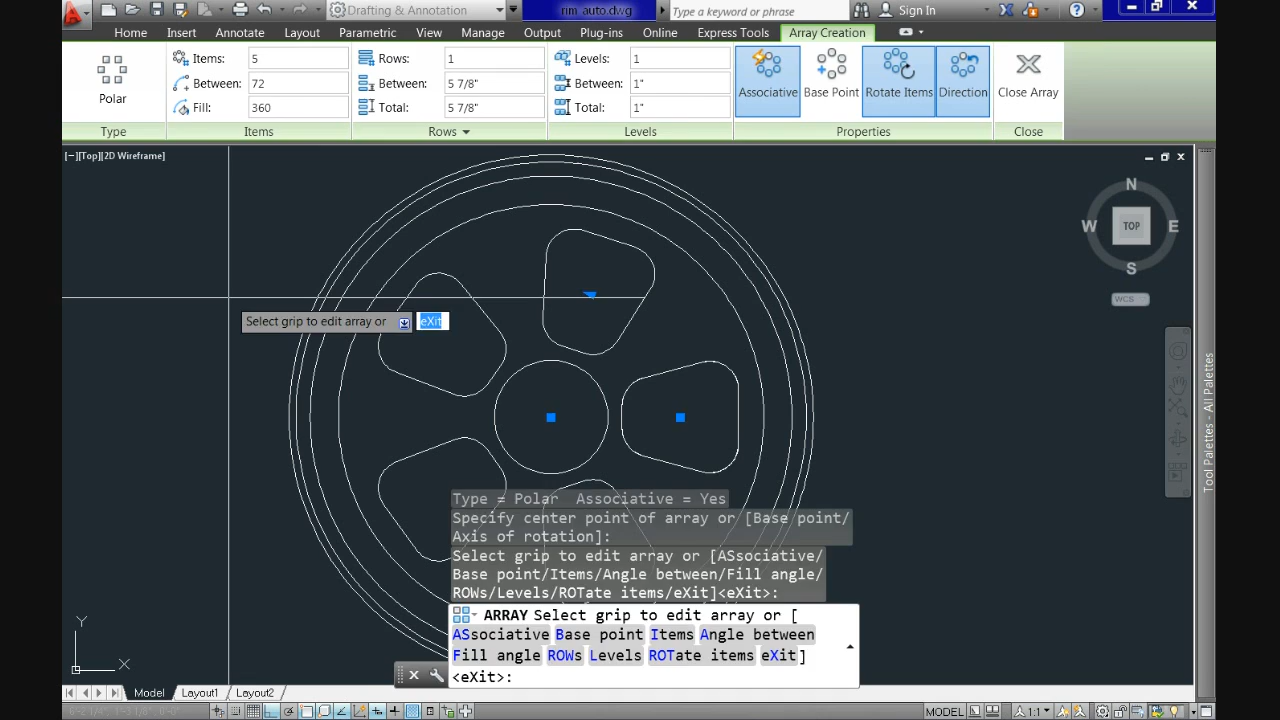 Drafting & Annotation
rim_auto.dwg
Type a keyword or phrase
Sign In
Home Insert Annotate Layout Parametric View Manage Output Plug-ins Online Express Tools Array Creation
Items: 5 Rows: 1 Levels: 1
Between: 72 Between: 5 7/8" Between: 1"
Fill: 360 Total: 5 7/8" Total: 1"
Polar Associative Base Point Rotate Items Direction Close Array
Type Items Rows Levels Properties Close
[−][Top][2D Wireframe]
N
W TOP E
S
WCS
Select grip to edit array or eXit
Tool Palettes - All Palettes
Type = Polar Associative = Yes
Specify center point of array or [Base point/
Axis of rotation]:
Select grip to edit array or [ASsociative/
Base point/Items/Angle between/Fill angle/
ROWs/Levels/ROTate items/eXit]<eXit>:
ARRAY Select grip to edit array or [
ASsociative Base point Items Angle between
Fill angle ROWs Levels ROTate items eXit]
<eXit>:
Y
X
Model Layout1 Layout2
MODEL 1:1